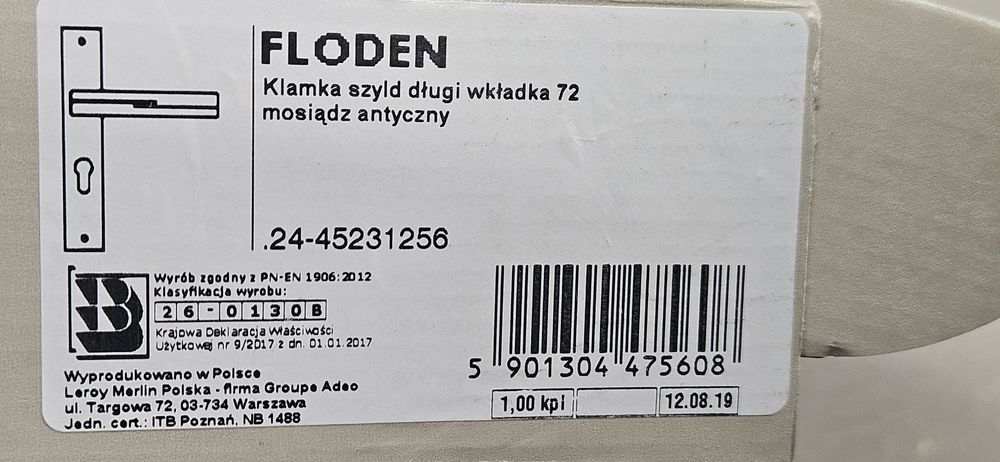 FLODEN
Klamka szyld długi wkładka 72
mosiądz antyczny
.24-45231256
Wyrób zgodny z PN-EN 1906:2012
Klasyfikacja wyrobu:
2 6 - 0 1 3 0 B
Krajowa Deklaracja Właściwości
Użytkowej nr 9/2017 z dn. 01.01.2017
Wyprodukowano w Polsce
Leroy Merlin Polska - firma Groupe Adeo
ul. Targowa 72, 03-734 Warszawa
Jedn. cert.: ITB Poznań, NB 1488
5 901304 475608
1,00 kpl 12.08.19